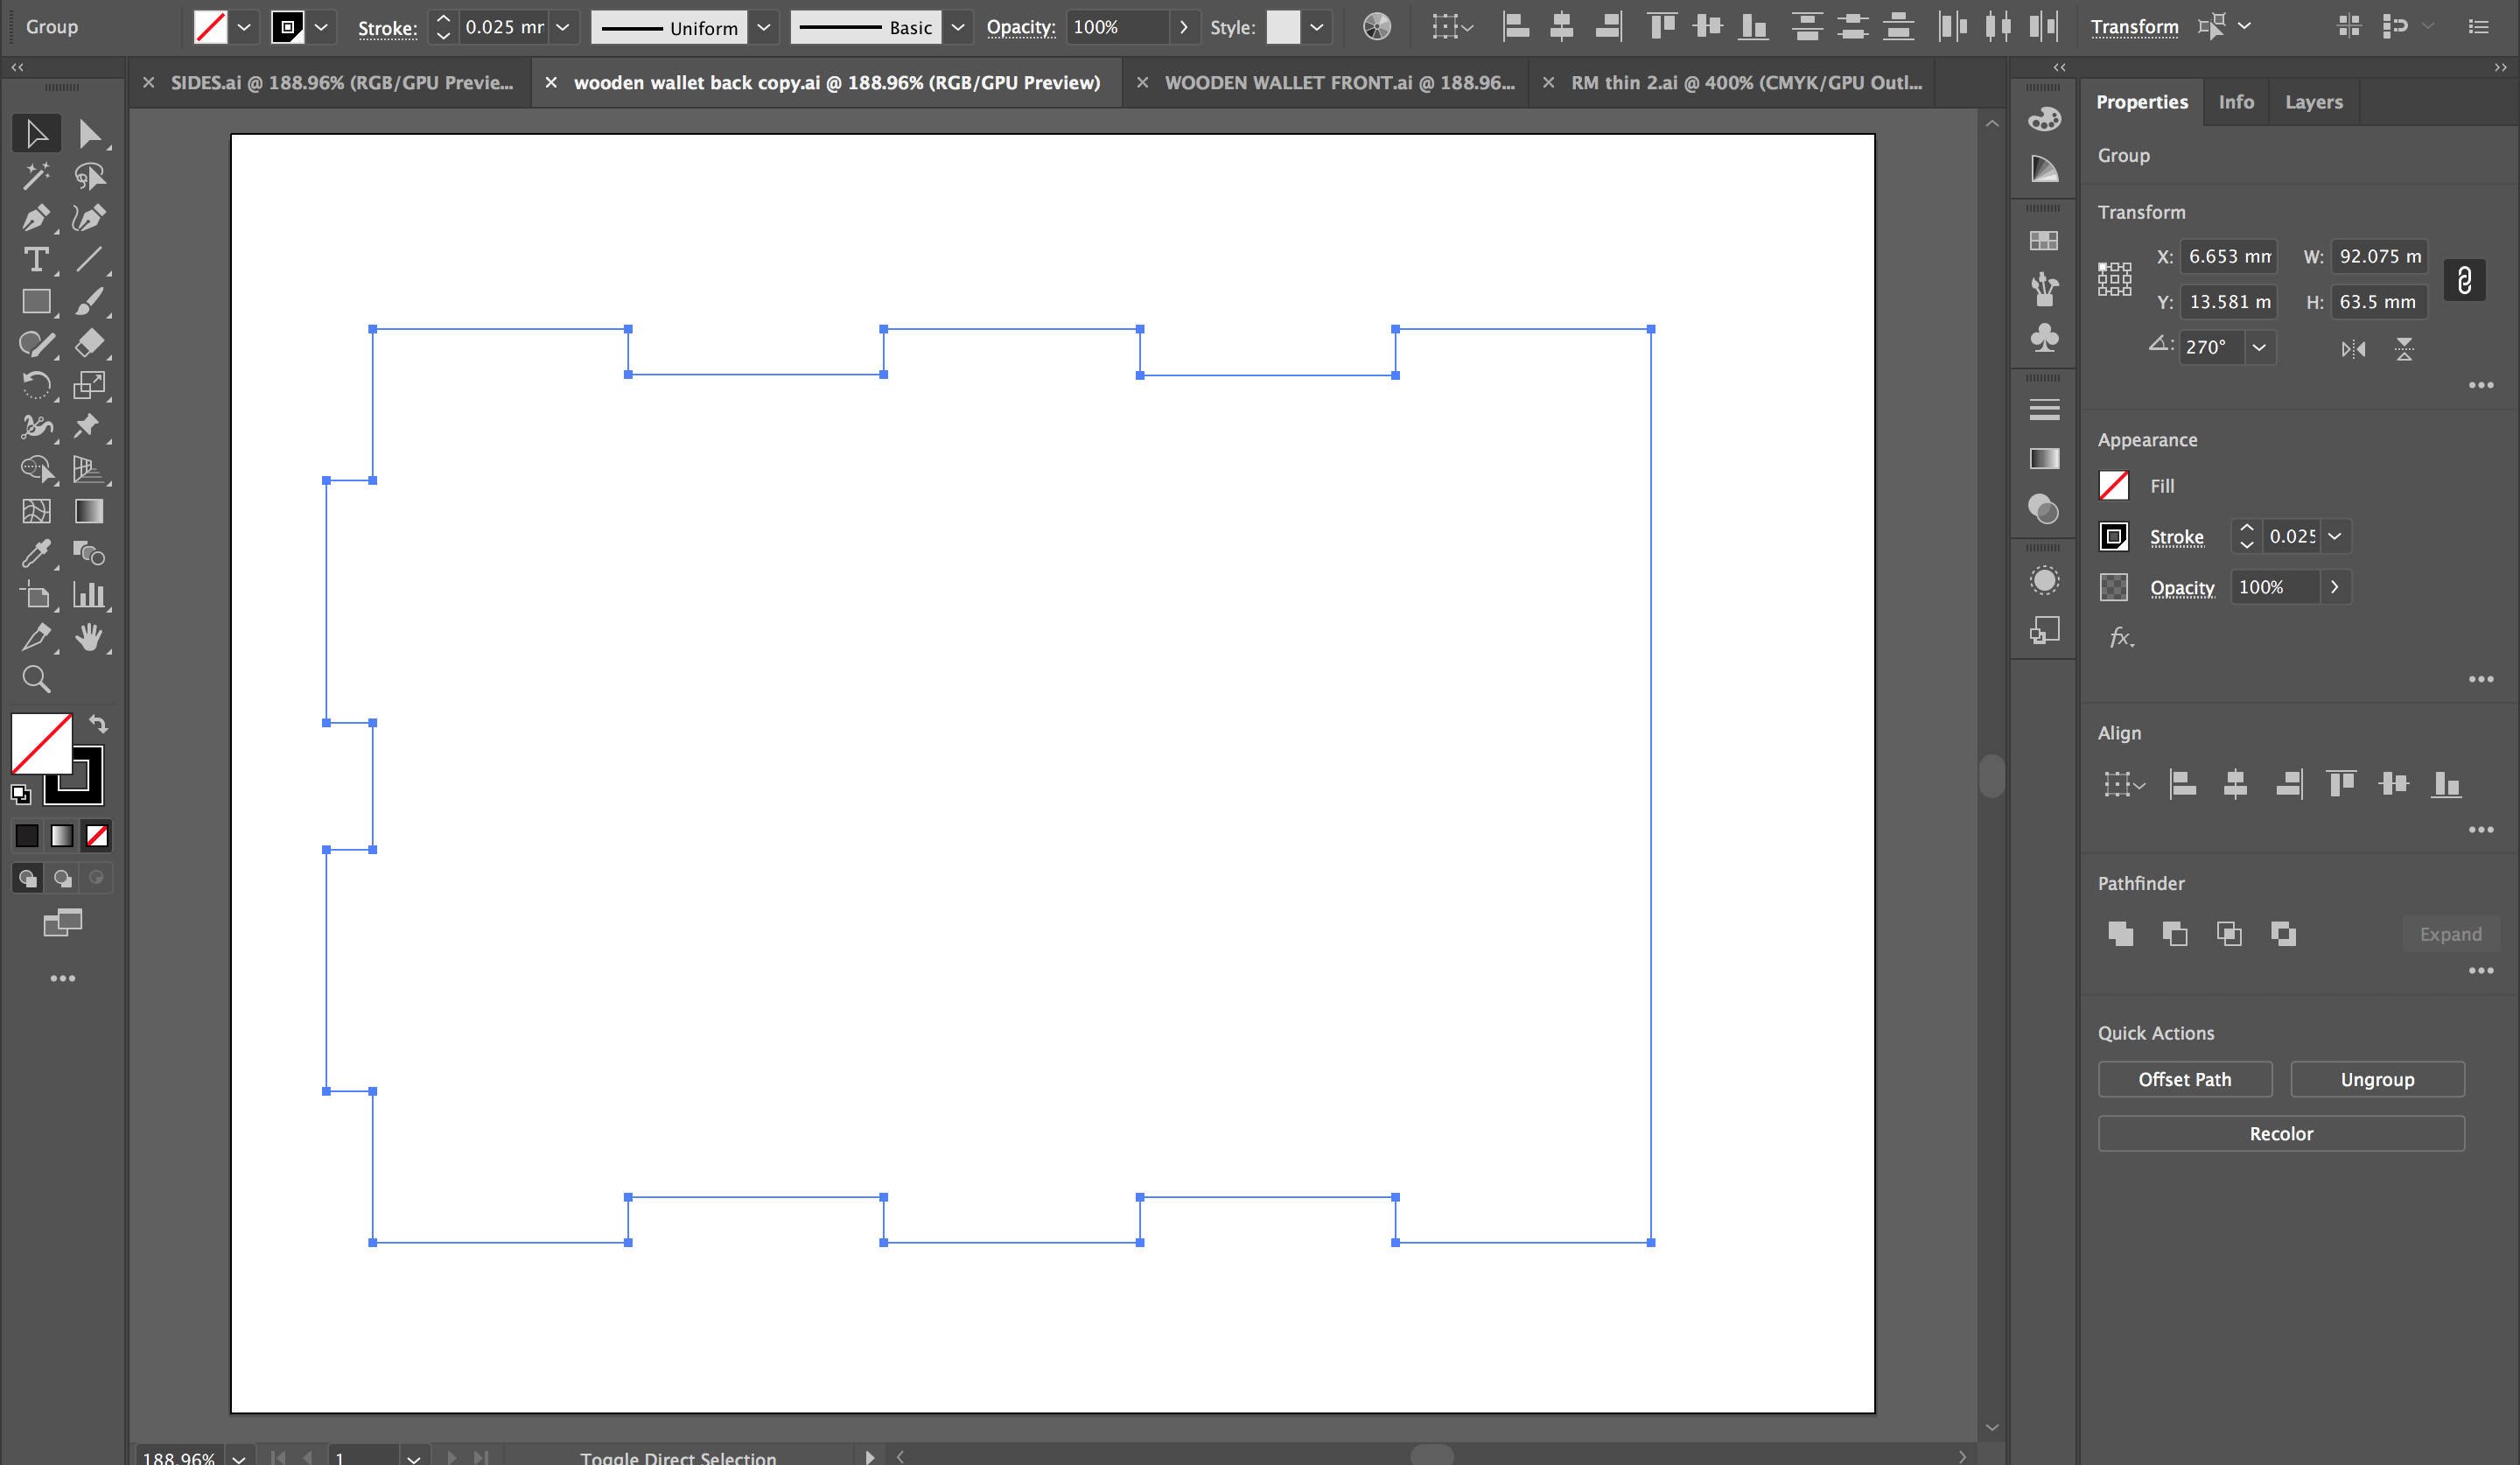 Group
Stroke:
0.025 mr
Uniform
Basic
Opacity:
100%
Style:
Transform
SIDES.ai @ 188.96% (RGB/GPU Previe...
wooden wallet back copy.ai @ 188.96% (RGB/GPU Preview)
WOODEN WALLET FRONT.ai @ 188.96...
RM thin 2.ai @ 400% (CMYK/GPU Outl...
Properties
Info
Layers
Group
Transform
X: 6.653 mm W: 92.075 m
Y: 13.581 m H: 63.5 mm
270°
Appearance
Fill
Stroke 0.025
Opacity 100%
fx
Align
Pathfinder
Expand
Quick Actions
Offset Path
Ungroup
Recolor
188.96%
1
Toggle Direct Selection